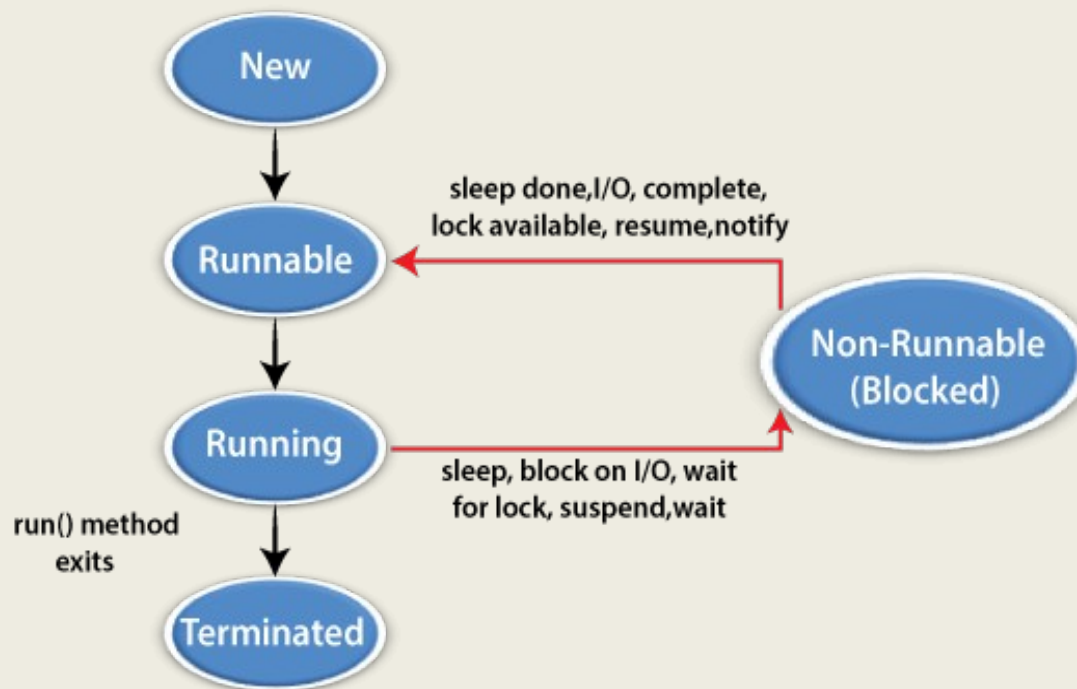 New
sleep done,I/O, complete,
lock available, resume,notify
Runnable
Non-Runnable
(Blocked)
Running
sleep, block on I/O, wait
for lock, suspend,wait
run() method
exits
Terminated